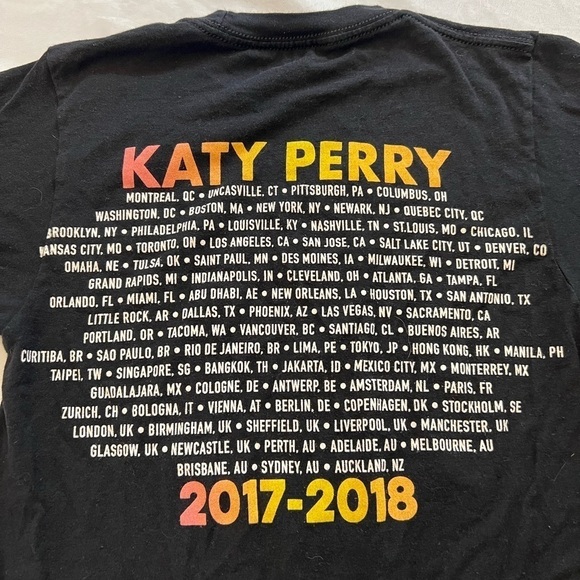 KATY PERRY
MONTREAL, QC • UNCASVILLE, CT • PITTSBURGH, PA • COLUMBUS, OH
WASHINGTON, DC • BOSTON, MA • NEW YORK, NY • NEWARK, NJ • QUEBEC CITY, QC
BROOKLYN, NY • PHILADELPHIA, PA • LOUISVILLE, KY • NASHVILLE, TN • ST.LOUIS, MO • CHICAGO, IL
KANSAS CITY, MO • TORONTO, ON • LOS ANGELES, CA • SAN JOSE, CA • SALT LAKE CITY, UT • DENVER, CO
OMAHA, NE • TULSA, OK • SAINT PAUL, MN • DES MOINES, IA • MILWAUKEE, WI • DETROIT, MI
GRAND RAPIDS, MI • INDIANAPOLIS, IN • CLEVELAND, OH • ATLANTA, GA • TAMPA, FL
ORLANDO, FL • MIAMI, FL • ABU DHABI, AE • NEW ORLEANS, LA • HOUSTON, TX • SAN ANTONIO, TX
LITTLE ROCK, AR • DALLAS, TX • PHOENIX, AZ • LAS VEGAS, NV • SACRAMENTO, CA
PORTLAND, OR • TACOMA, WA • VANCOUVER, BC • SANTIAGO, CL • BUENOS AIRES, AR
CURITIBA, BR • SAO PAULO, BR • RIO DE JANEIRO, BR • LIMA, PE • TOKYO, JP • HONG KONG, HK • MANILA, PH
TAIPEI, TW • SINGAPORE, SG • BANGKOK, TH • JAKARTA, ID • MEXICO CITY, MX • MONTERREY, MX
GUADALAJARA, MX • COLOGNE, DE • ANTWERP, BE • AMSTERDAM, NL • PARIS, FR
ZURICH, CH • BOLOGNA, IT • VIENNA, AT • BERLIN, DE • COPENHAGEN, DK • STOCKHOLM, SE
LONDON, UK • BIRMINGHAM, UK • SHEFFIELD, UK • LIVERPOOL, UK • MANCHESTER, UK
GLASGOW, UK • NEWCASTLE, UK • PERTH, AU • ADELAIDE, AU • MELBOURNE, AU
BRISBANE, AU • SYDNEY, AU • AUCKLAND, NZ
2017-2018